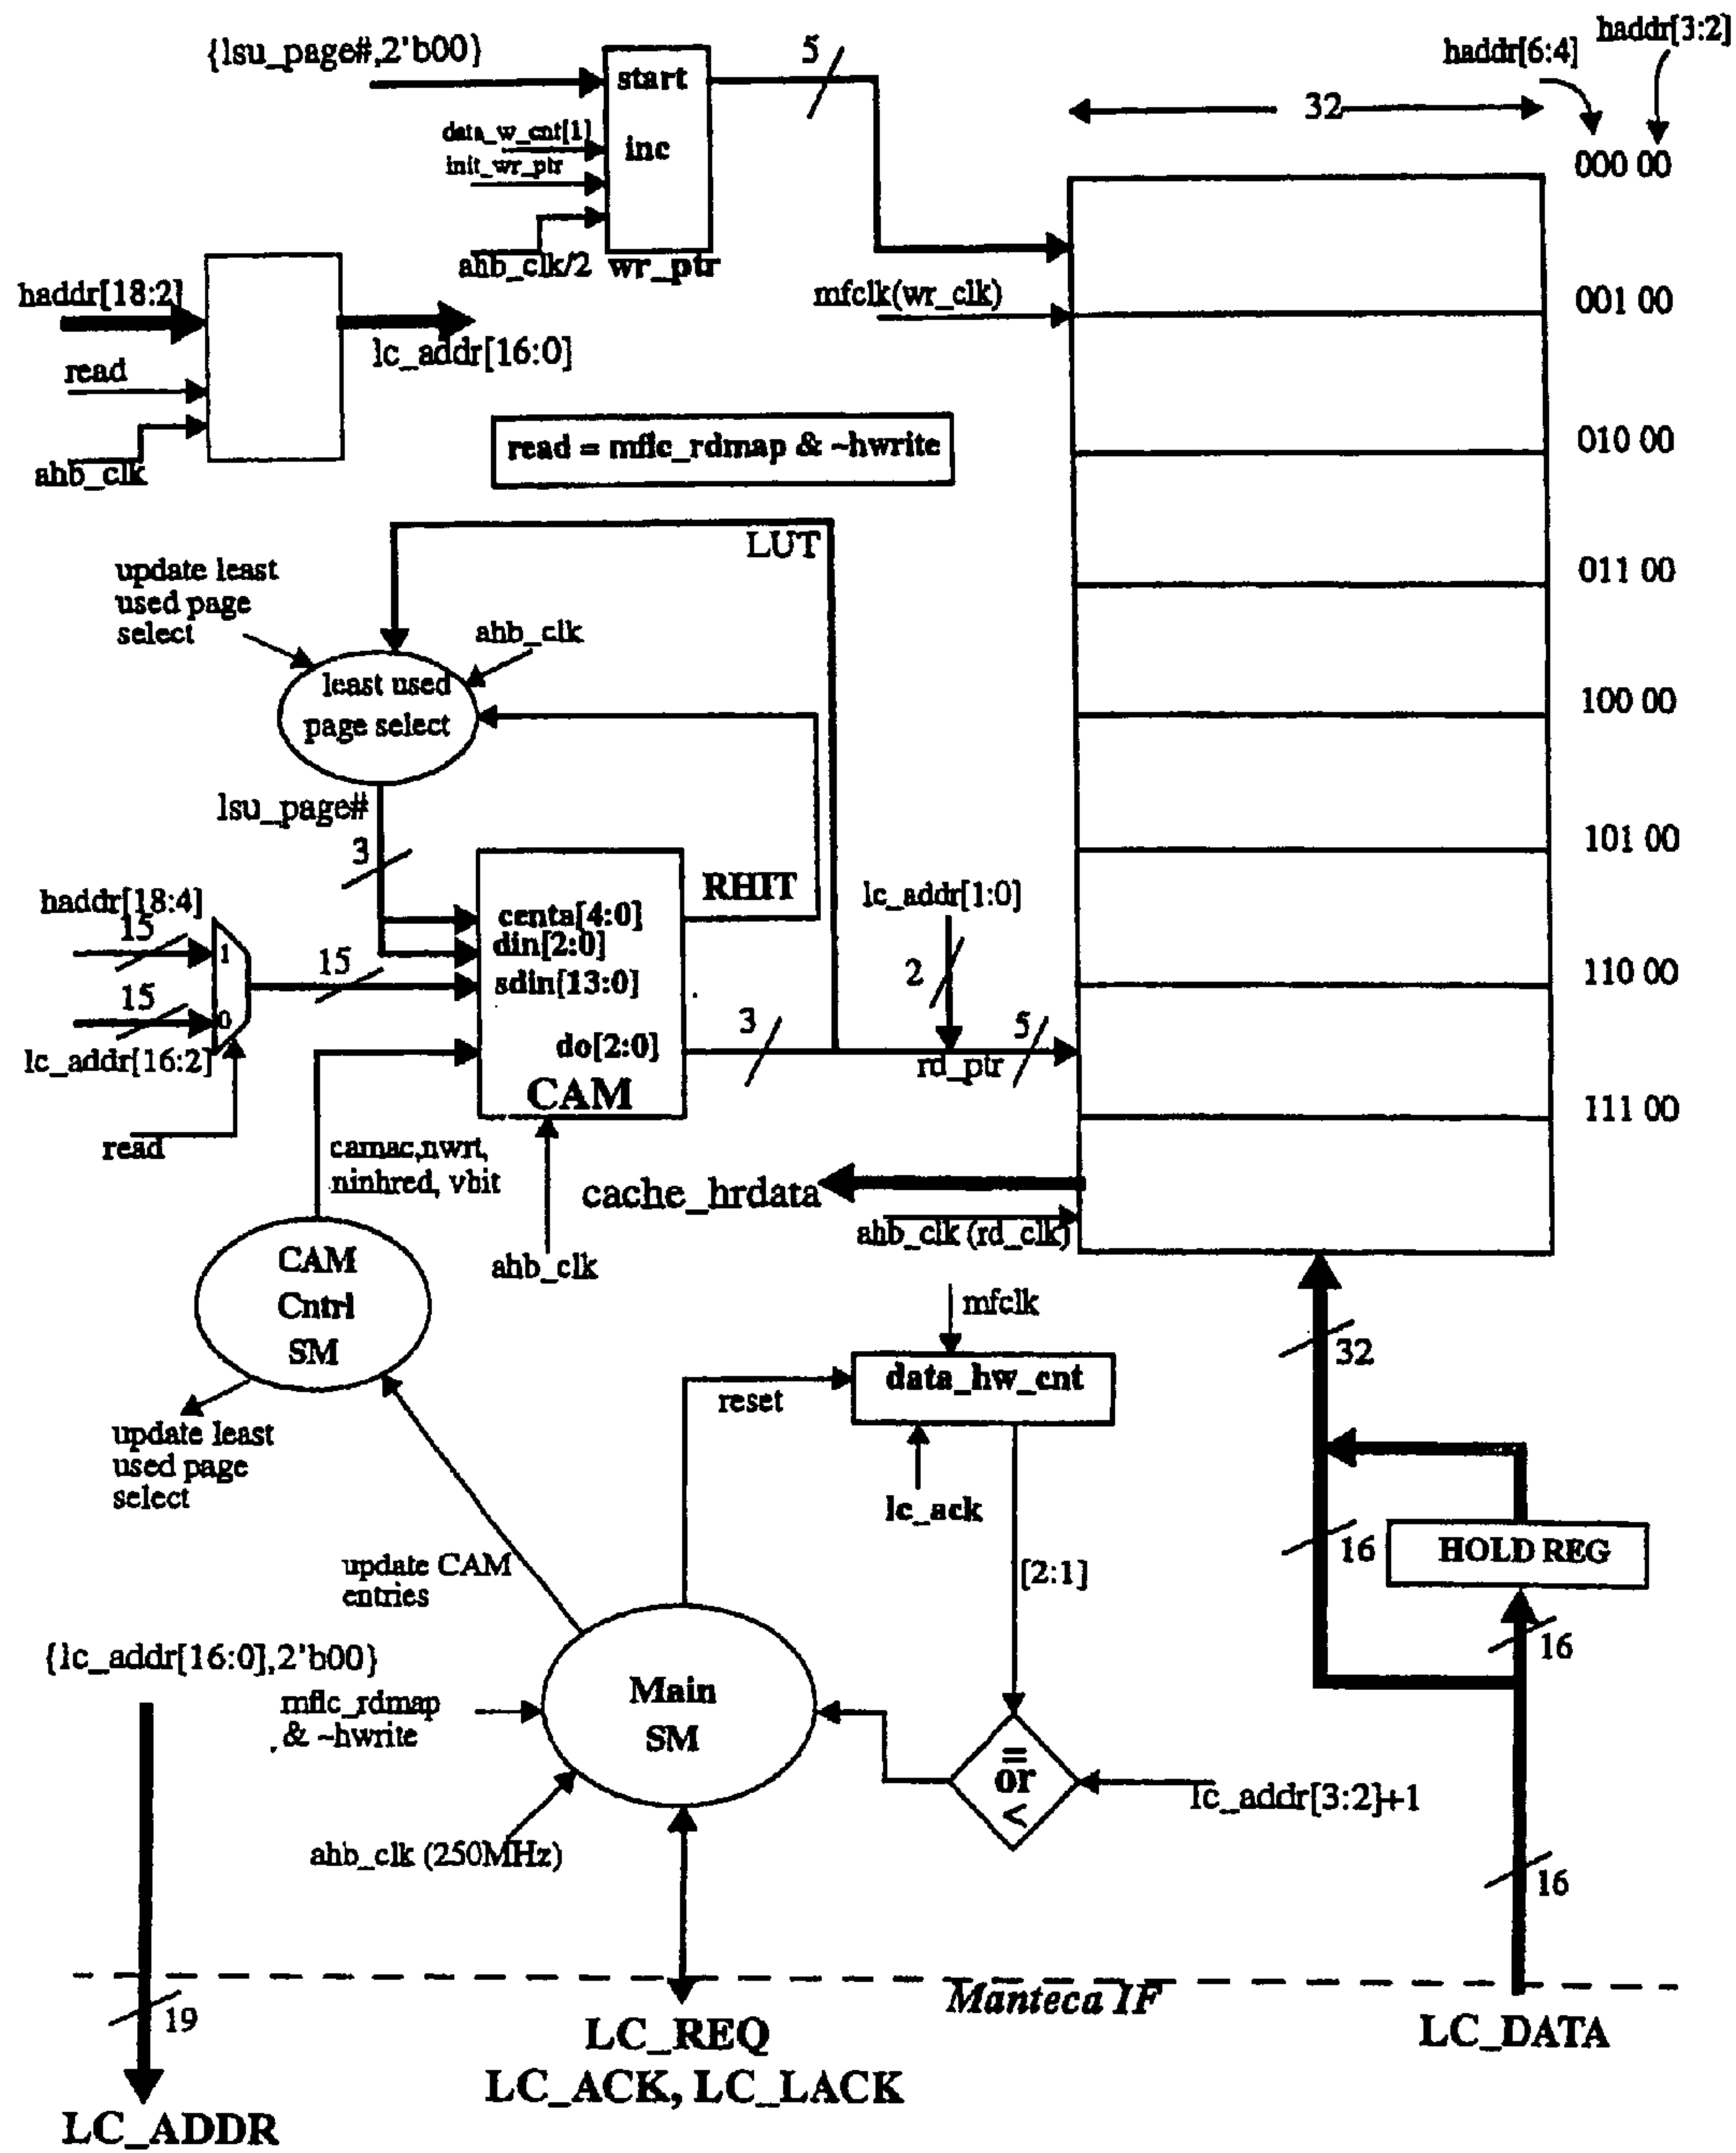 {lsu_page#,2'b00}
start
5
haddr[6:4]
haddr[3:2]
32
data_w_cnt[1]
inc
init_wr_ptr
000 00
ahb_clk/2
wr_ptr
haddr[18:2]
mfclk(wr_clk)
001 00
lc_addr[16:0]
read
ahb_clk
read = mflc_rdmap & ~hwrite
010 00
LUT
update least
used page
select
011 00
ahb_clk
least used
page select
100 00
lsu_page#
3
101 00
RHIT
haddr[18:4]
lc_addr[1:0]
15
1
centa[4:0]
din[2:0]
15
sdin[13:0]
2
110 00
15
0
3
5
lc_addr[16:2]
do[2:0]
rd_ptr
CAM
111 00
read
camac,nwrt,
ninhred, vbit
cache_hrdata
ahb_clk (rd_clk)
CAM
Cntrl
SM
ahb_clk
mfclk
32
data_hw_cnt
reset
update least
used page
select
lc_ack
16
HOLD REG
update CAM
entries
[2:1]
16
{lc_addr[16:0],2'b00}
Main
SM
mflc_rdmap
& ~hwrite
=
or
<
lc_addr[3:2]+1
ahb_clk (250MHz)
16
Manteca IF
19
LC_REQ
LC_DATA
LC_ACK, LC_LACK
LC_ADDR